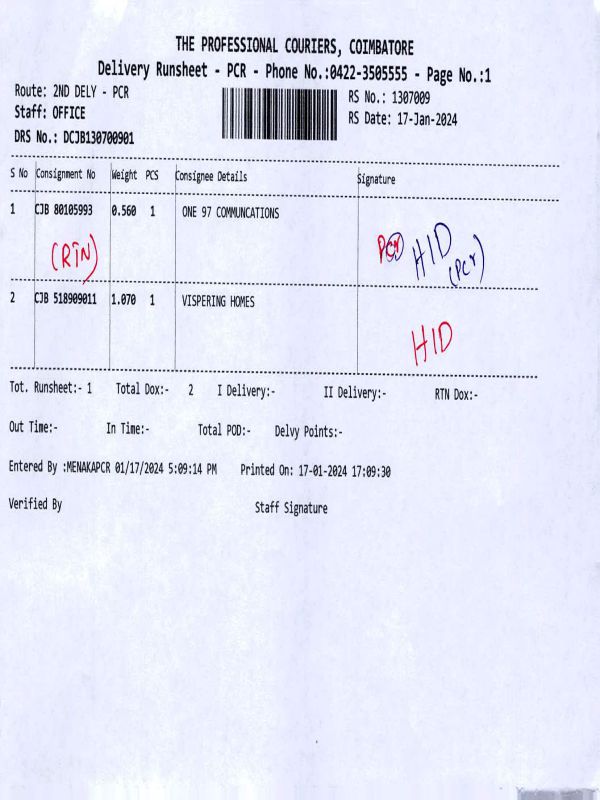 THE PROFESSIONAL COURIERS, COIMBATORE
Delivery Runsheet - PCR - Phone No.:0422-3505555 - Page No.:1
Route: 2ND DELY - PCR
RS No.: 1307009
Staff: OFFICE
RS Date: 17-Jan-2024
DRS No.: DCJB130700901
S No Consignment No Weight PCS Consignee Details Signature
1 CJB 80105993 0.560 1 ONE 97 COMMUNCATIONS
(RTN) HID
(PCr)
2 CJB 518909011 1.070 1 VISPERING HOMES
HID
Tot. Runsheet:- 1 Total Dox:- 2 I Delivery:- II Delivery:- RTN Dox:-
Out Time:- In Time:- Total POD:- Delvy Points:-
Entered By :MENAKAPCR 01/17/2024 5:09:14 PM Printed On: 17-01-2024 17:09:30
Verified By Staff Signature